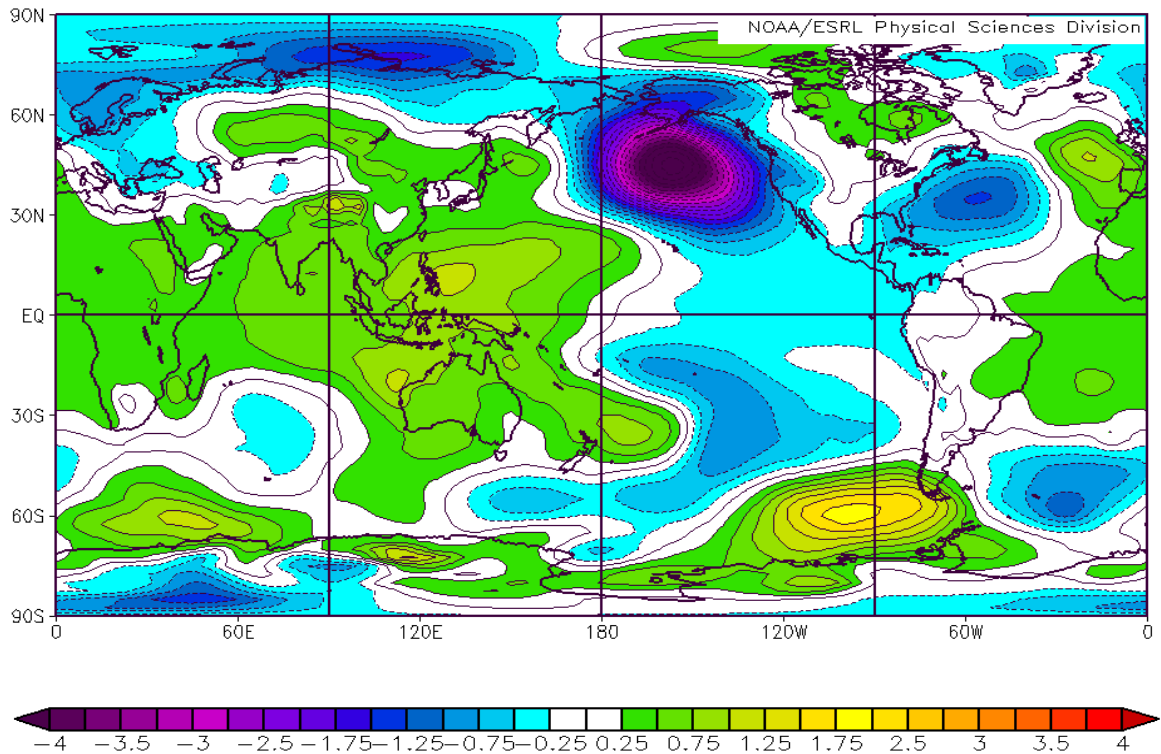 90N
NOAA/ESRL Physical Sciences Division
60N
30N
EQ
30S
60S
90S
0 60E 120E 180 120W 60W 0
-4 -3.5 -3 -2.5 -1.75 -1.25 -0.75 -0.25 0.25 0.75 1.25 1.75 2.5 3 3.5 4